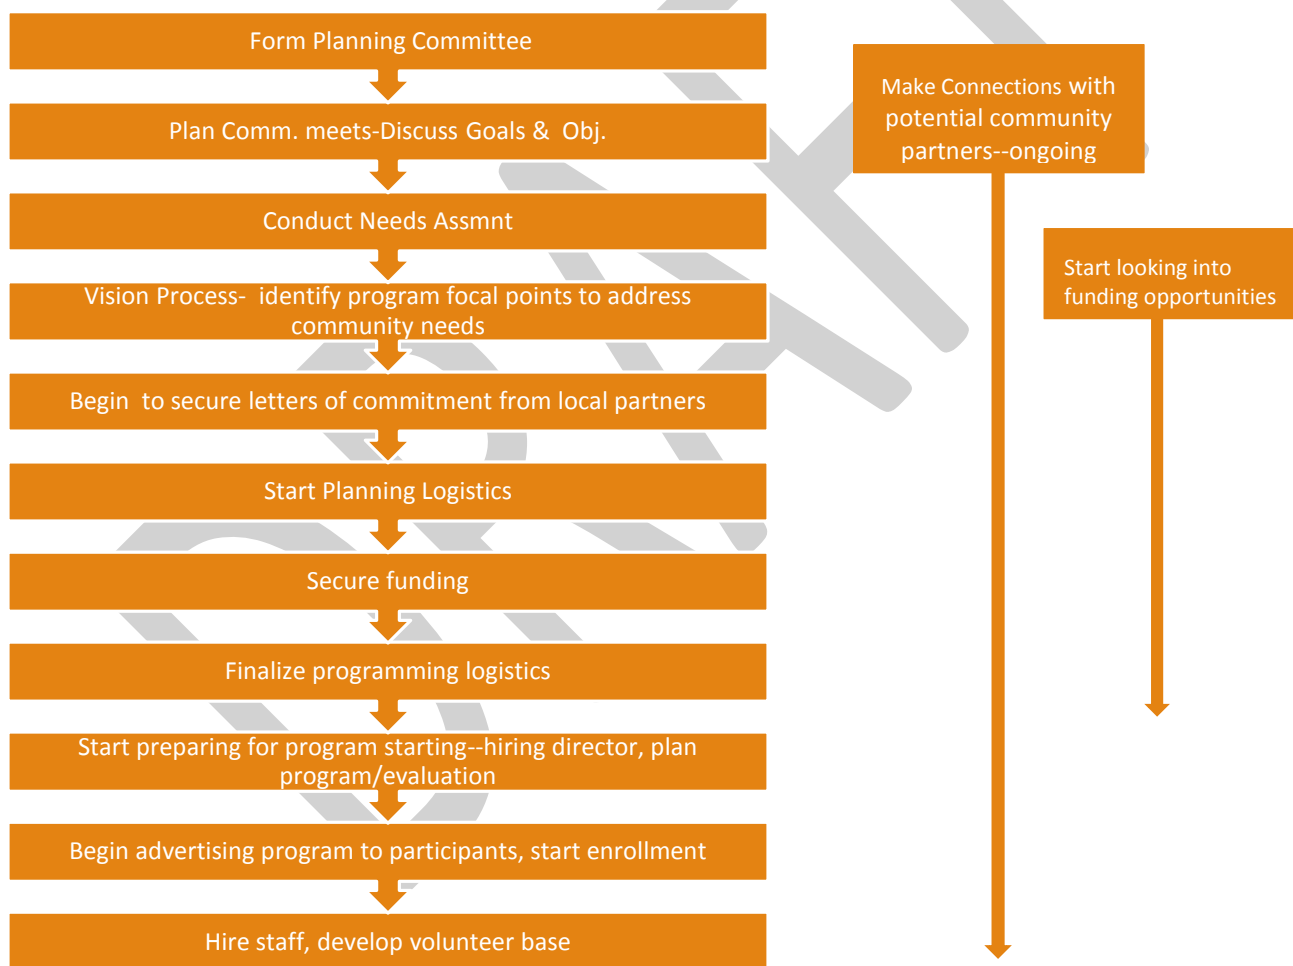 Form Planning Committee
Plan Comm. meets-Discuss Goals & Obj.
Conduct Needs Assmnt
Vision Process- identify program focal points to address
community needs
Begin to secure letters of commitment from local partners
Start Planning Logistics
Secure funding
Finalize programming logistics
Start preparing for program starting--hiring director, plan
program/evaluation
Begin advertising program to participants, start enrollment
Hire staff, develop volunteer base
Make Connections with
potential community
partners--ongoing
Start looking into
funding opportunities
DRAFT